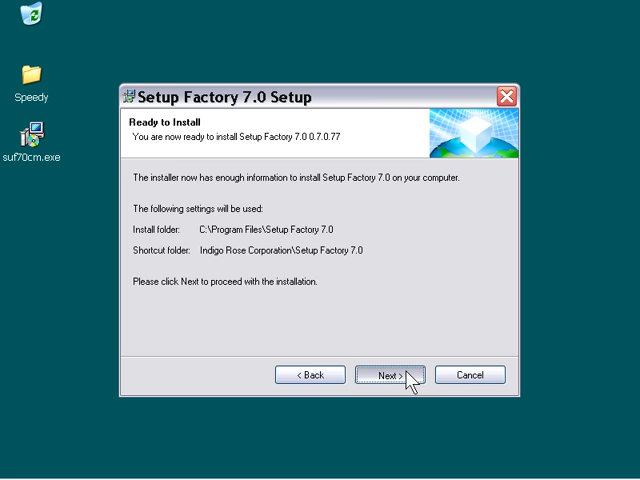 Speedy
suf70cm.exe
Setup Factory 7.0 Setup
Ready to Install
You are now ready to install Setup Factory 7.0 0.7.0.77
The installer now has enough information to install Setup Factory 7.0 on your computer.
The following settings will be used:
Install folder: C:\Program Files\Setup Factory 7.0
Shortcut folder: Indigo Rose Corporation\Setup Factory 7.0
Please click Next to proceed with the installation.
< Back
Next >
Cancel